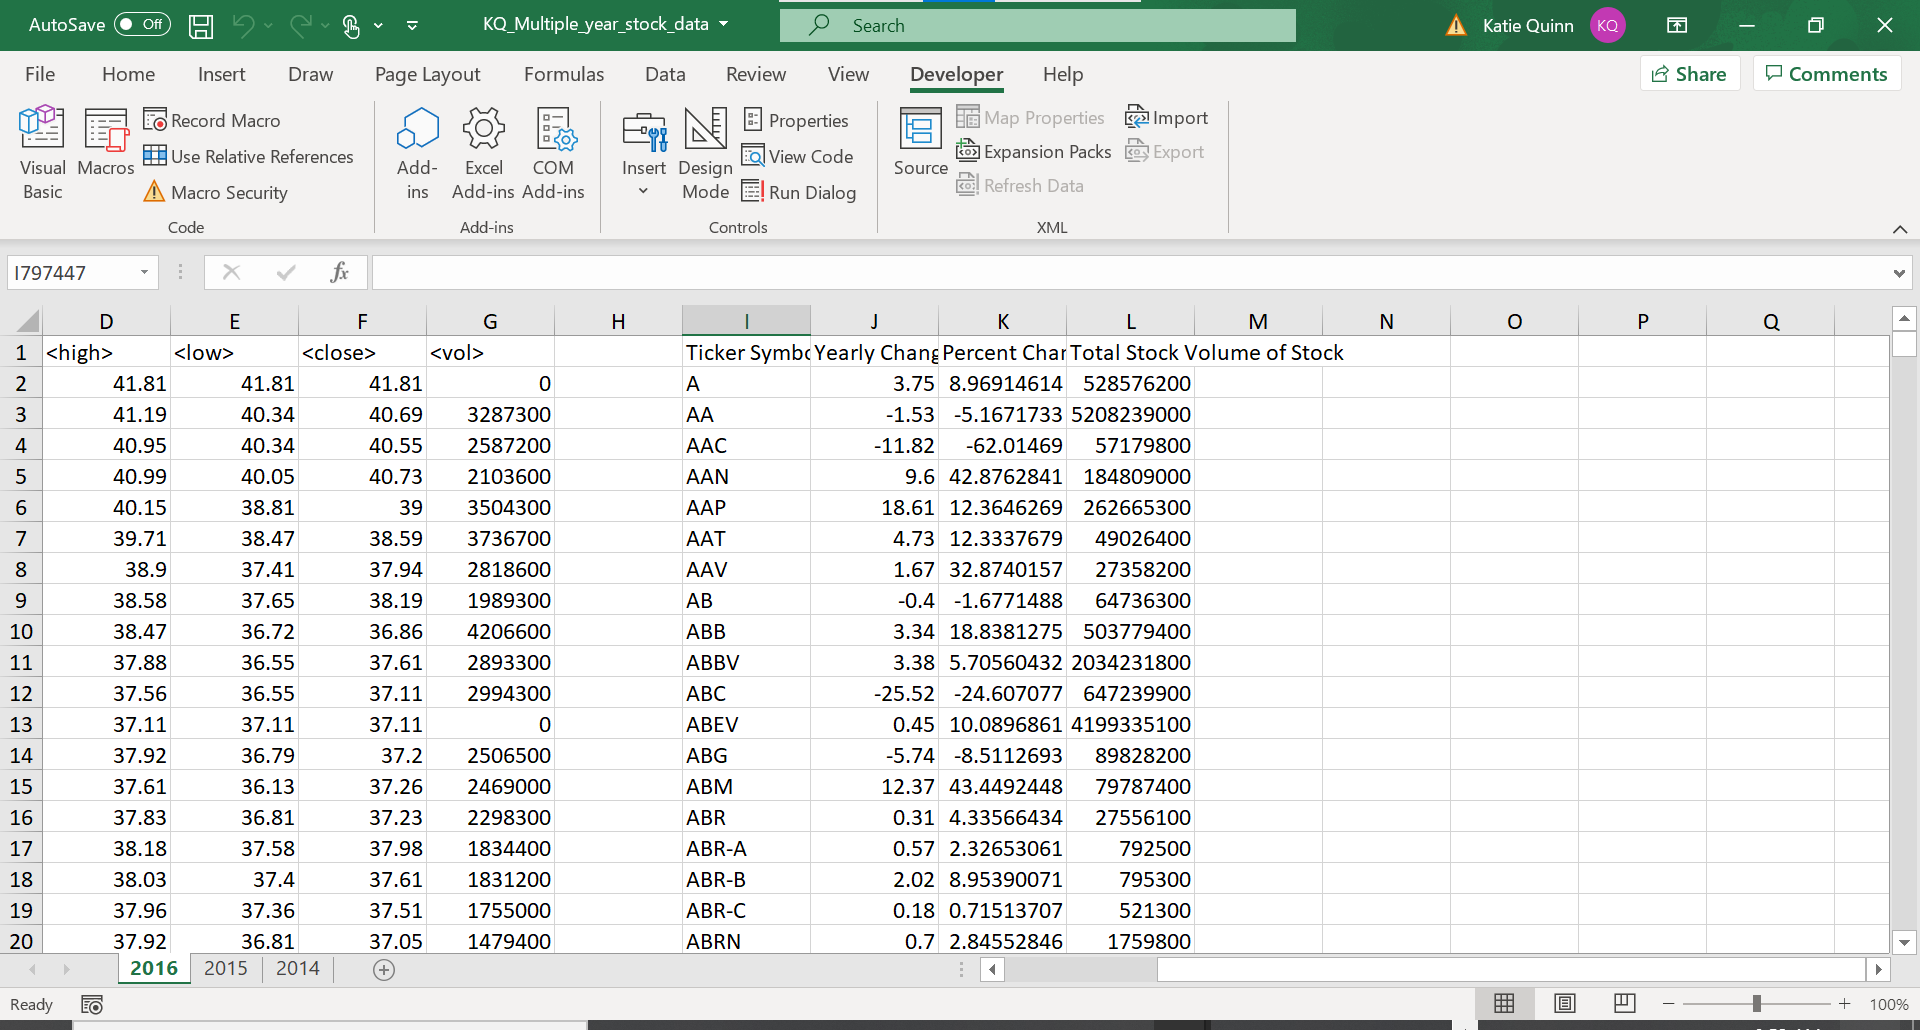 AutoSave Off KQ_Multiple_year_stock_data Search Katie Quinn KQ
File Home Insert Draw Page Layout Formulas Data Review View Developer Help Share Comments
Visual Basic
Macros
Record Macro
Use Relative References
Macro Security
Code
Add-ins
Excel Add-ins
COM Add-ins
Add-ins
Insert
Design Mode
Properties
View Code
Run Dialog
Controls
Source
Map Properties
Expansion Packs
Refresh Data
Import
Export
XML
I797447 fx
D E F G H I J K L M N O P Q
1 <high> <low> <close> <vol> Ticker Symbo Yearly Chang Percent Char Total Stock Volume of Stock
2 41.81 41.81 41.81 0 A 3.75 8.96914614 528576200
3 41.19 40.34 40.69 3287300 AA -1.53 -5.1671733 5208239000
4 40.95 40.34 40.55 2587200 AAC -11.82 -62.01469 57179800
5 40.99 40.05 40.73 2103600 AAN 9.6 42.8762841 184809000
6 40.15 38.81 39 3504300 AAP 18.61 12.3646269 262665300
7 39.71 38.47 38.59 3736700 AAT 4.73 12.3337679 49026400
8 38.9 37.41 37.94 2818600 AAV 1.67 32.8740157 27358200
9 38.58 37.65 38.19 1989300 AB -0.4 -1.6771488 64736300
10 38.47 36.72 36.86 4206600 ABB 3.34 18.8381275 503779400
11 37.88 36.55 37.61 2893300 ABBV 3.38 5.70560432 2034231800
12 37.56 36.55 37.11 2994300 ABC -25.52 -24.607077 647239900
13 37.11 37.11 37.11 0 ABEV 0.45 10.0896861 4199335100
14 37.92 36.79 37.2 2506500 ABG -5.74 -8.5112693 89828200
15 37.61 36.13 37.26 2469000 ABM 12.37 43.4492448 79787400
16 37.83 36.81 37.23 2298300 ABR 0.31 4.33566434 27556100
17 38.18 37.58 37.98 1834400 ABR-A 0.57 2.32653061 792500
18 38.03 37.4 37.61 1831200 ABR-B 2.02 8.95390071 795300
19 37.96 37.36 37.51 1755000 ABR-C 0.18 0.71513707 521300
20 37.92 36.81 37.05 1479400 ABRN 0.7 2.84552846 1759800
2016 2015 2014
Ready 100%